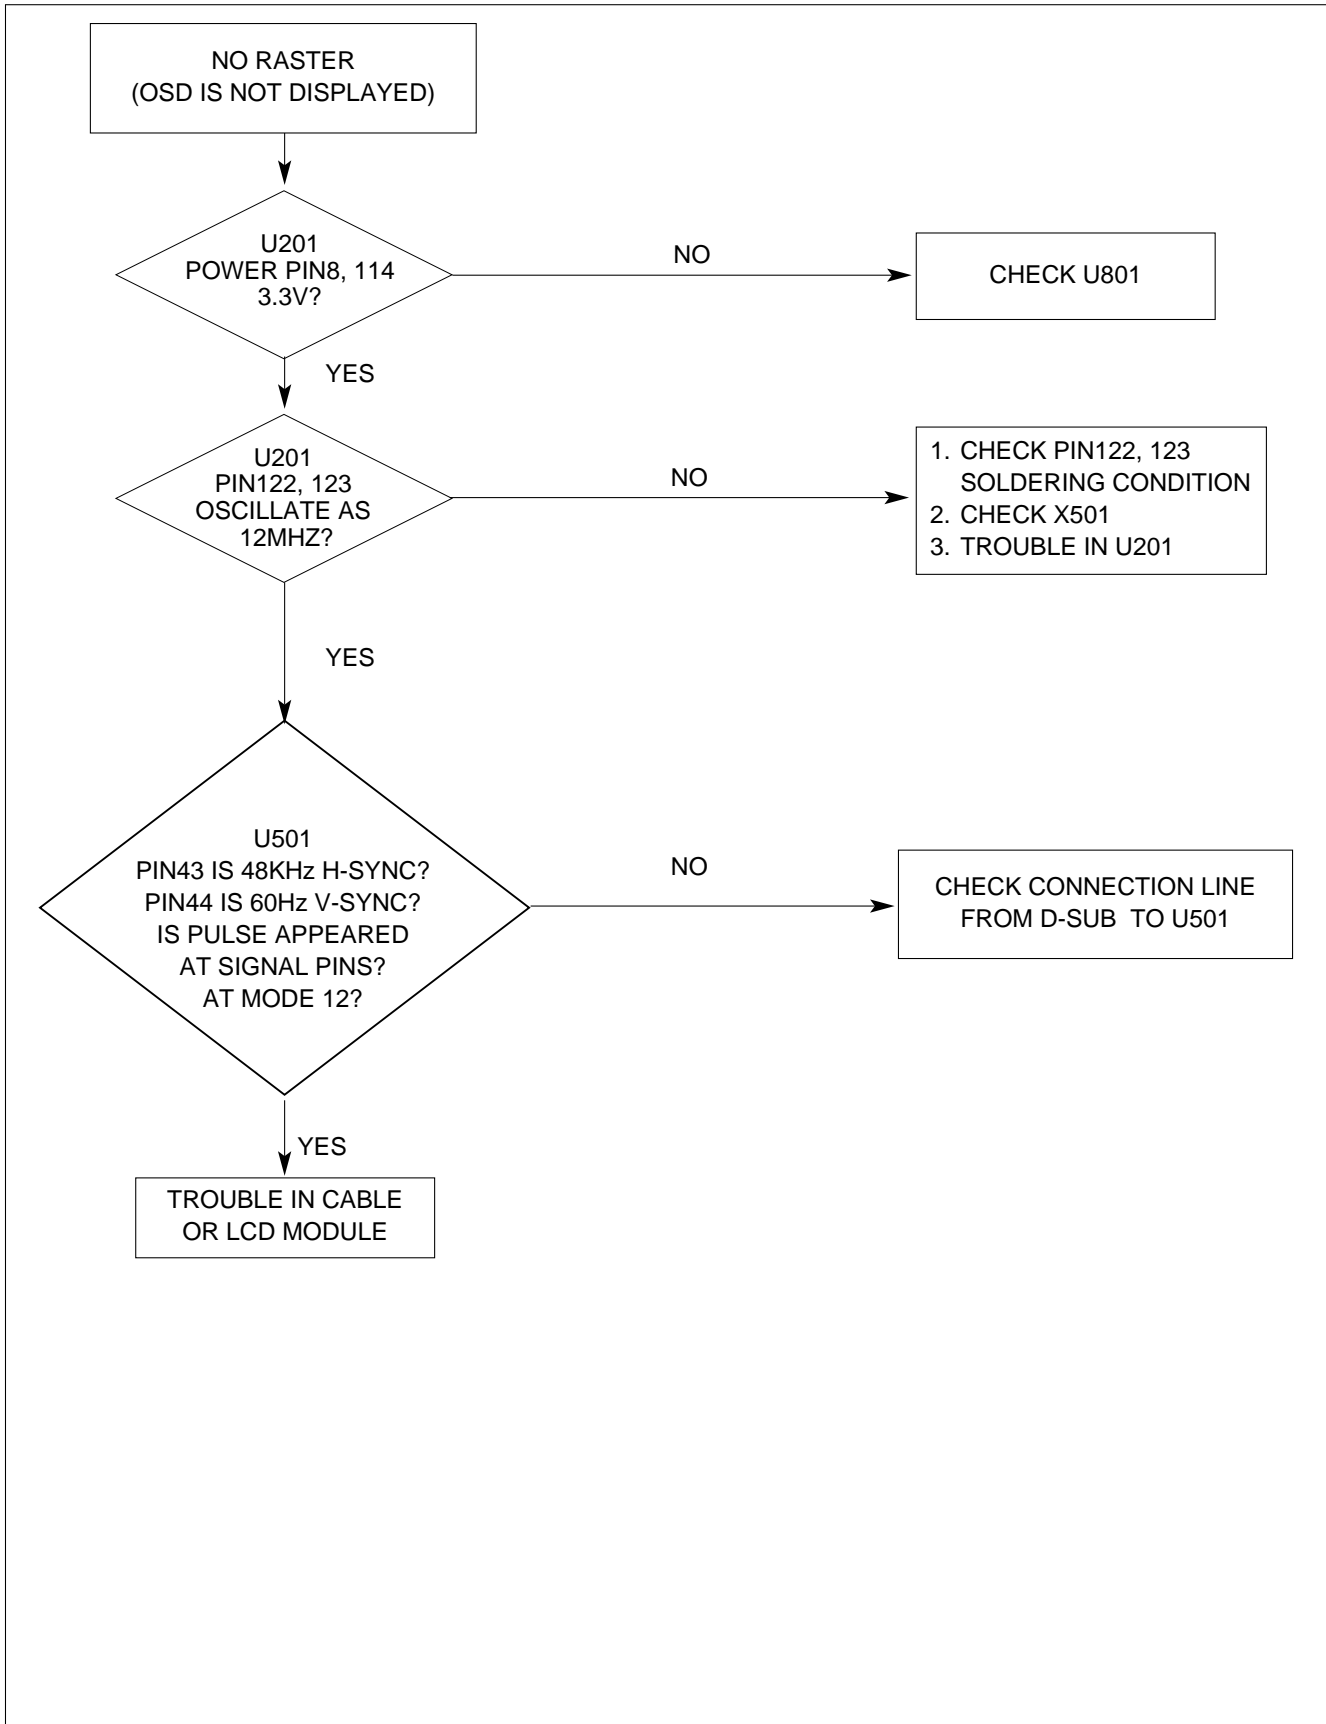 NO RASTER
(OSD IS NOT DISPLAYED)
U201
POWER PIN8, 114
3.3V?
NO
CHECK U801
YES
U201
PIN122, 123
OSCILLATE AS
12MHZ?
NO
1. CHECK PIN122, 123
SOLDERING CONDITION
2. CHECK X501
3. TROUBLE IN U201
YES
U501
PIN43 IS 48KHz H-SYNC?
PIN44 IS 60Hz V-SYNC?
IS PULSE APPEARED
AT SIGNAL PINS?
AT MODE 12?
NO
CHECK CONNECTION LINE
FROM D-SUB TO U501
YES
TROUBLE IN CABLE
OR LCD MODULE